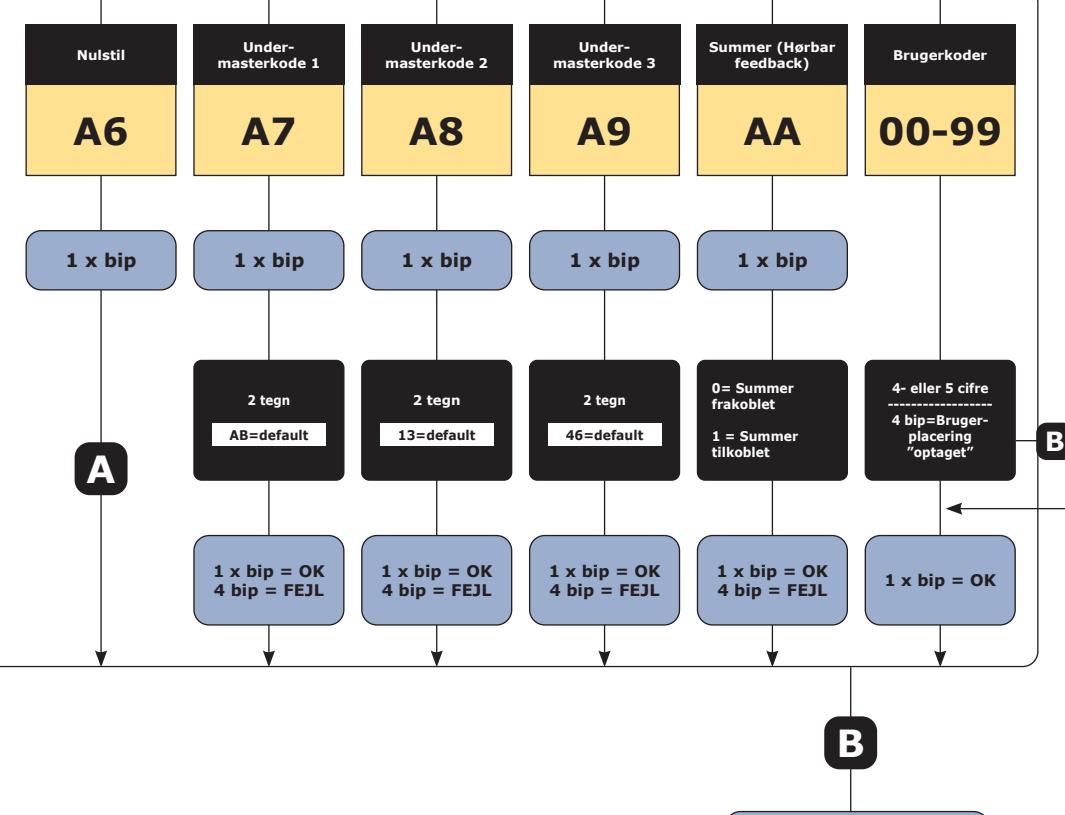 Nulstil
A6
1 x bip
A
Under-
masterkode 1
A7
1 x bip
2 tegn
AB=default
1 x bip = OK
4 bip = FEJL
Under-
masterkode 2
A8
1 x bip
2 tegn
13=default
1 x bip = OK
4 bip = FEJL
Under-
masterkode 3
A9
1 x bip
2 tegn
46=default
1 x bip = OK
4 bip = FEJL
Summer (Hørbar
feedback)
AA
1 x bip
0= Summer
frakoblet
1 = Summer
tilkoblet
1 x bip = OK
4 bip = FEJL
Brugerkoder
00-99
4- eller 5 cifre
------------------
4 bip=Bruger-
placering
”optaget”
B
1 x bip = OK
B